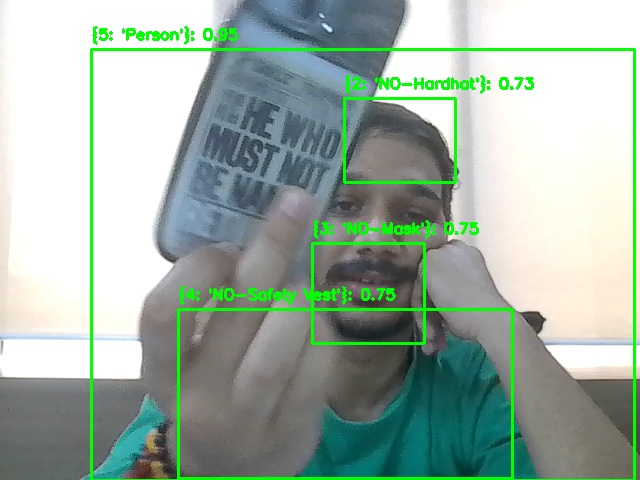 {5: 'Person'}: 0.95
{2: 'NO-Hardhat'}: 0.73
HE WHO
MUST NOT
BE
{3: 'NO-Mask'}: 0.75
{4: 'NO-Safety Vest'}: 0.75